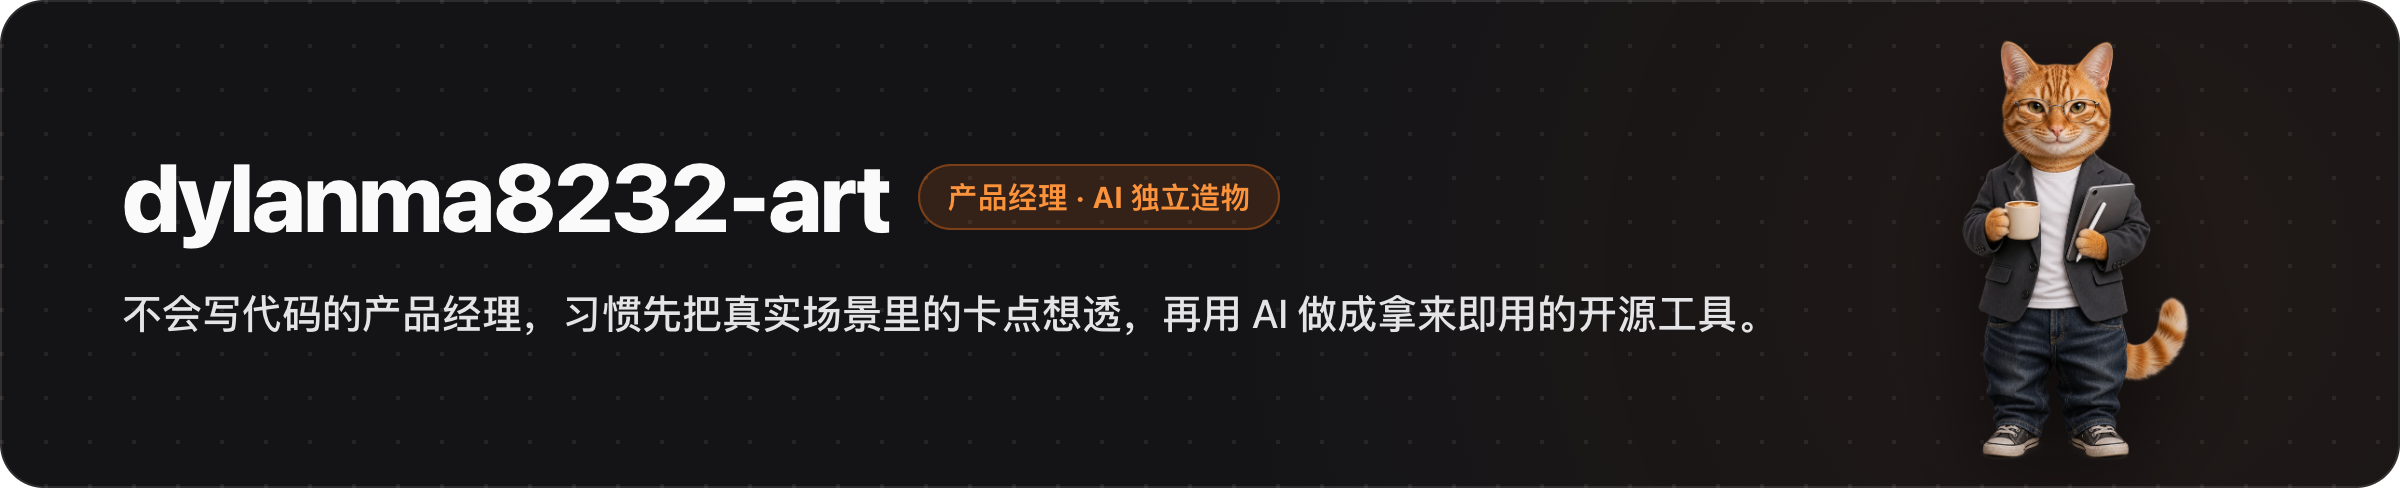 dylanma8232-art 产品经理 · AI 独立造物
不会写代码的产品经理，习惯先把真实场景里的卡点想透，再用 AI 做成拿来即用的开源工具。